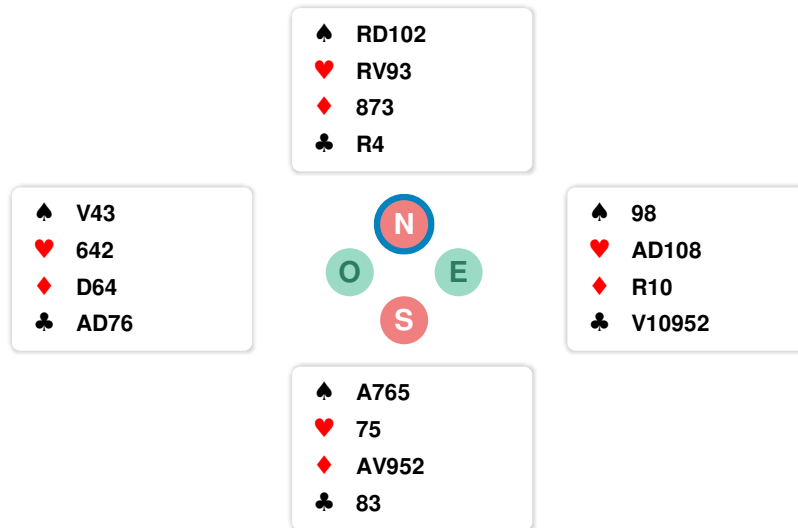 ♠ RD102
♥ RV93
♦ 873
♣ R4
♠ V43
♥ 642
♦ D64
♣ AD76
N
O E
S
♠ 98
♥ AD108
♦ R10
♣ V10952
♠ A765
♥ 75
♦ AV952
♣ 83